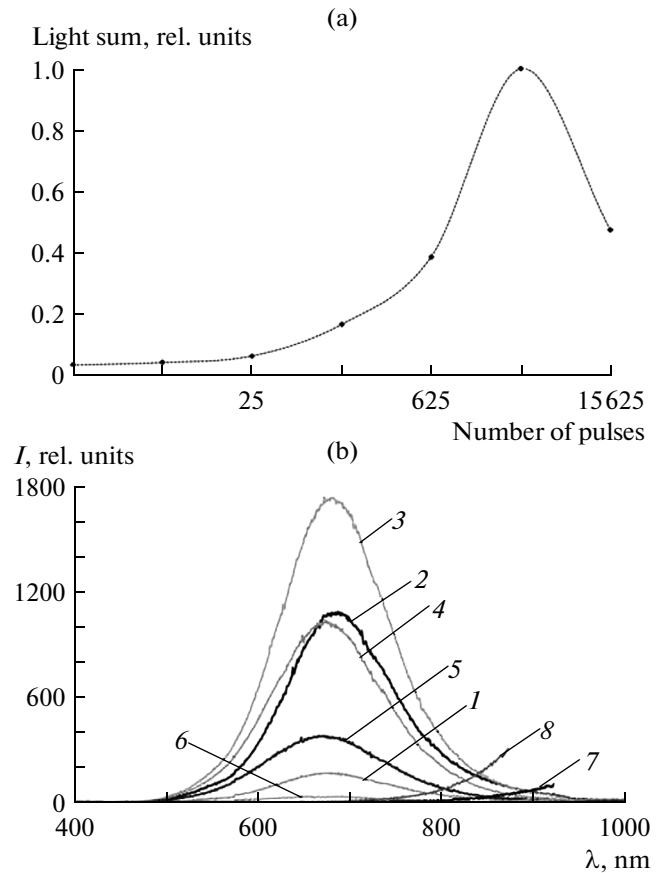 (a)
Light sum, rel. units
1.0
0.8
0.6
0.4
0.2
0
25 625 15625
Number of pulses
(b)
I, rel. units
1800
3
2
1200
4
5
600
1
6
8
7
0
400 600 800 1000
λ, nm